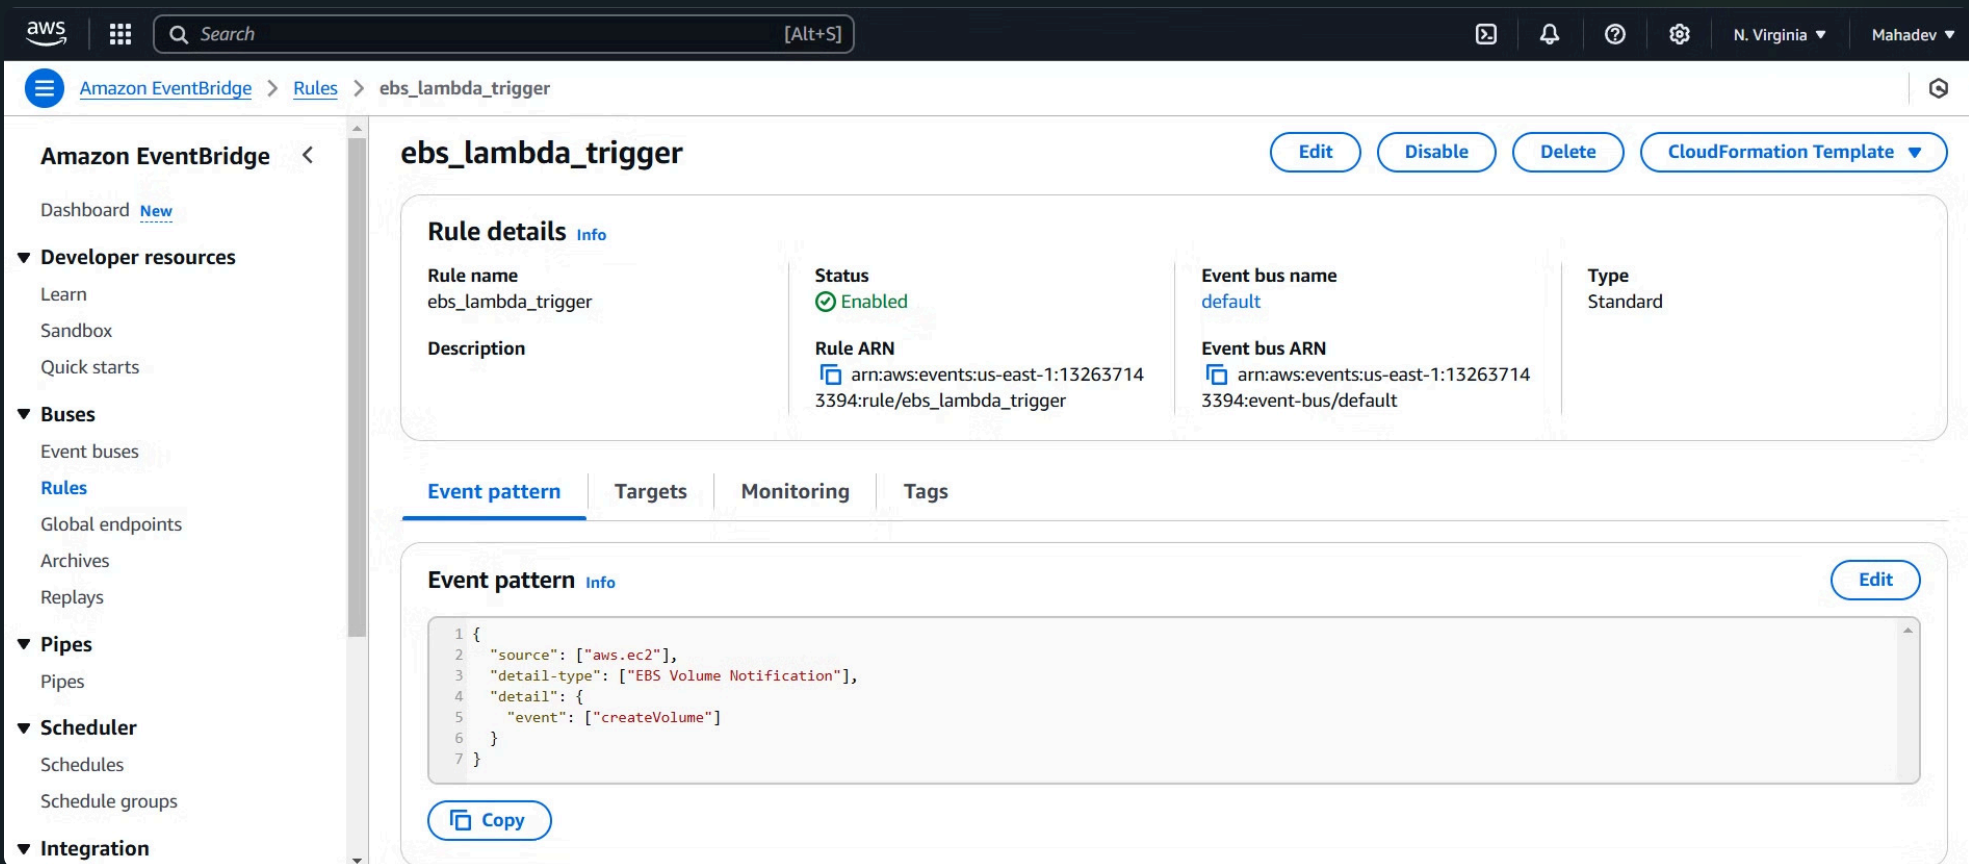 aws
Search [Alt+S]
N. Virginia ▼ Mahadev ▼
Amazon EventBridge > Rules > ebs_lambda_trigger
Amazon EventBridge
Dashboard New
Developer resources
Learn
Sandbox
Quick starts
Buses
Event buses
Rules
Global endpoints
Archives
Replays
Pipes
Pipes
Scheduler
Schedules
Schedule groups
Integration
ebs_lambda_trigger
Edit Disable Delete CloudFormation Template ▼
Rule details Info
Rule name
ebs_lambda_trigger
Description
Status
Enabled
Rule ARN
arn:aws:events:us-east-1:13263714
3394:rule/ebs_lambda_trigger
Event bus name
default
Event bus ARN
arn:aws:events:us-east-1:13263714
3394:event-bus/default
Type
Standard
Event pattern Targets Monitoring Tags
Event pattern Info
Edit
1 {
2 "source": ["aws.ec2"],
3 "detail-type": ["EBS Volume Notification"],
4 "detail": {
5 "event": ["createVolume"]
6 }
7 }
Copy